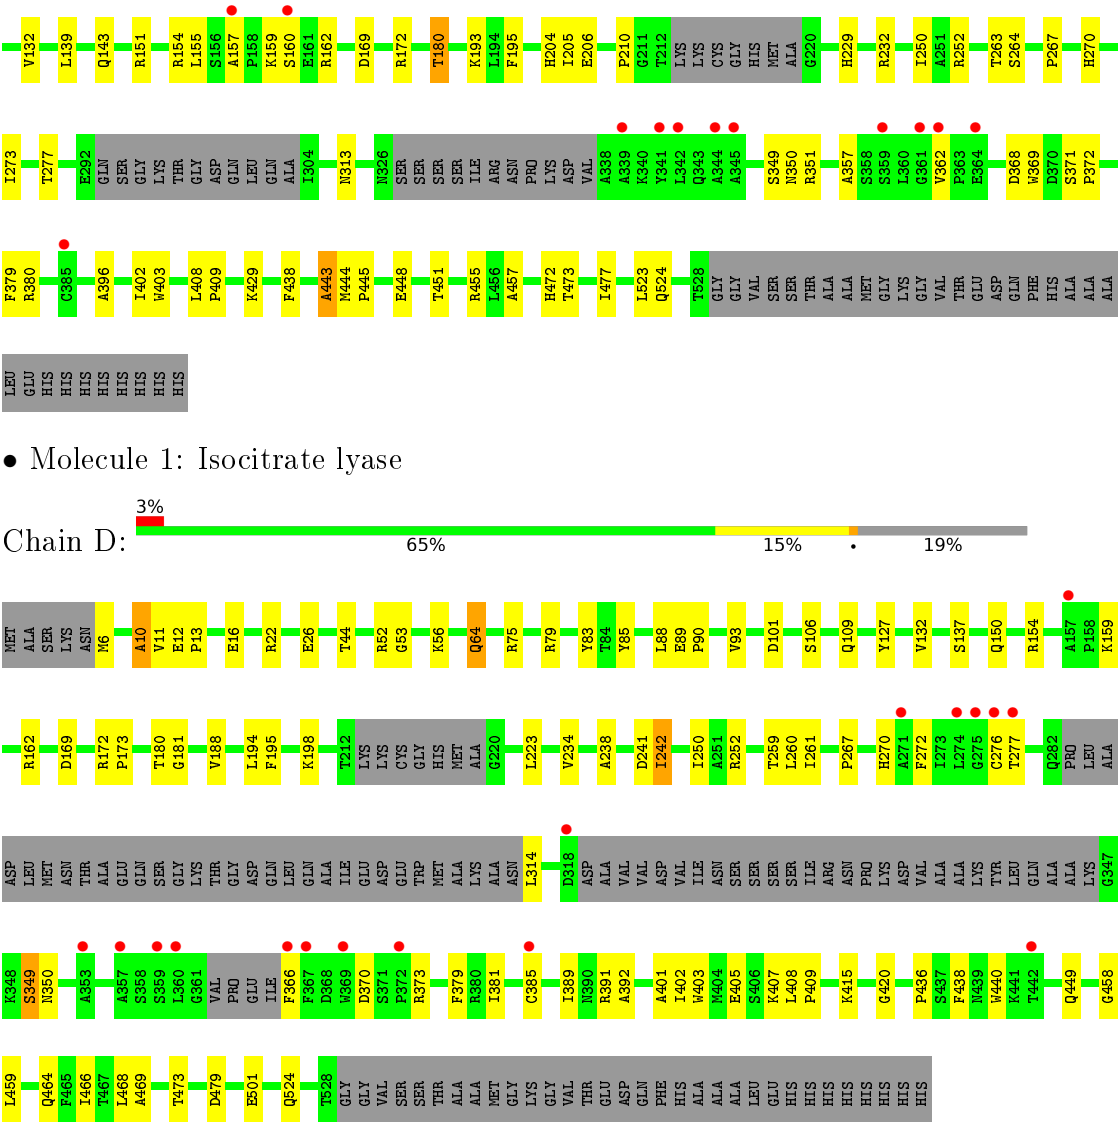 V132 L139 Q143 R151 R154 L155 S156 A157 P158 K159 S160 E161 R162 D169 R172 T180 K193 L194 F195 H204 I205 E206 P210 G211 T212 LYS LYS CYS GLY HIS MET ALA G220 H229 R232 I250 A251 R252 T263 S264 P267 H270
I273 T277 E292 GLN SER GLY LYS THR GLY ASP GLN LEU GLN ALA I304 N313 N326 SER SER SER SER ILE ARG ASN PRO LYS ASP VAL A338 A339 K340 Y341 L342 Q343 A344 A345 S349 N350 R351 A357 S358 S359 L360 G361 V362 P363 E364 D368 W369 D370 S371 P372
F379 R380 C385 A396 I402 W403 L408 P409 K429 F438 A443 M444 P445 E448 T451 R455 L456 A457 H472 T473 I477 L523 Q524 T528 GLY GLY VAL SER SER THR ALA ALA MET GLY LYS GLY VAL THR GLU ASP GLN PHE HIS ALA ALA ALA
LEU GLU HIS HIS HIS HIS HIS HIS HIS HIS
• Molecule 1: Isocitrate lyase
3%
Chain D:
65% 15% • 19%
MET ALA SER LYS ASN M6 A10 V11 E12 P13 E16 R22 E26 T44 R52 G53 K56 Q64 R75 R79 Y83 T84 Y85 L88 E89 P90 V93 D101 S106 Q109 Y127 V132 S137 Q150 R154 A157 P158 K159
R162 D169 R172 P173 T180 G181 V188 L194 F195 K198 T212 LYS LYS CYS GLY HIS MET ALA G220 L223 V234 A238 D241 I242 I250 A251 R252 T259 L260 I261 P267 H270 A271 F272 I273 L274 G275 C276 T277 Q282 PRO LEU ALA
ASP LEU MET ASN THR ALA GLU GLN SER GLY LYS THR GLY ASP GLN LEU GLN ALA ILE GLU ASP GLU TRP MET ALA LYS ALA ASN L314 D318 ASP ALA VAL VAL ASP VAL ILE ASN SER SER SER SER ILE ARG ASN PRO LYS ASP VAL ALA ALA LYS TYR LEU GLN ALA ALA LYS G347
K348 S349 N350 A353 A357 S358 S359 L360 G361 VAL PRO GLU ILE F366 F367 D368 W369 D370 S371 P372 R373 F379 R380 I381 C385 I389 N390 R391 A392 A401 I402 W403 M404 E405 S406 K407 L408 P409 K415 G420 P436 S437 F438 N439 W440 K441 T442 Q449 G458
L459 Q464 F465 I466 T467 L468 A469 T473 D479 E501 Q524 T528 GLY GLY VAL SER SER THR ALA ALA MET GLY LYS GLY VAL THR GLU ASP GLN PHE HIS ALA ALA ALA LEU GLU HIS HIS HIS HIS HIS HIS HIS HIS